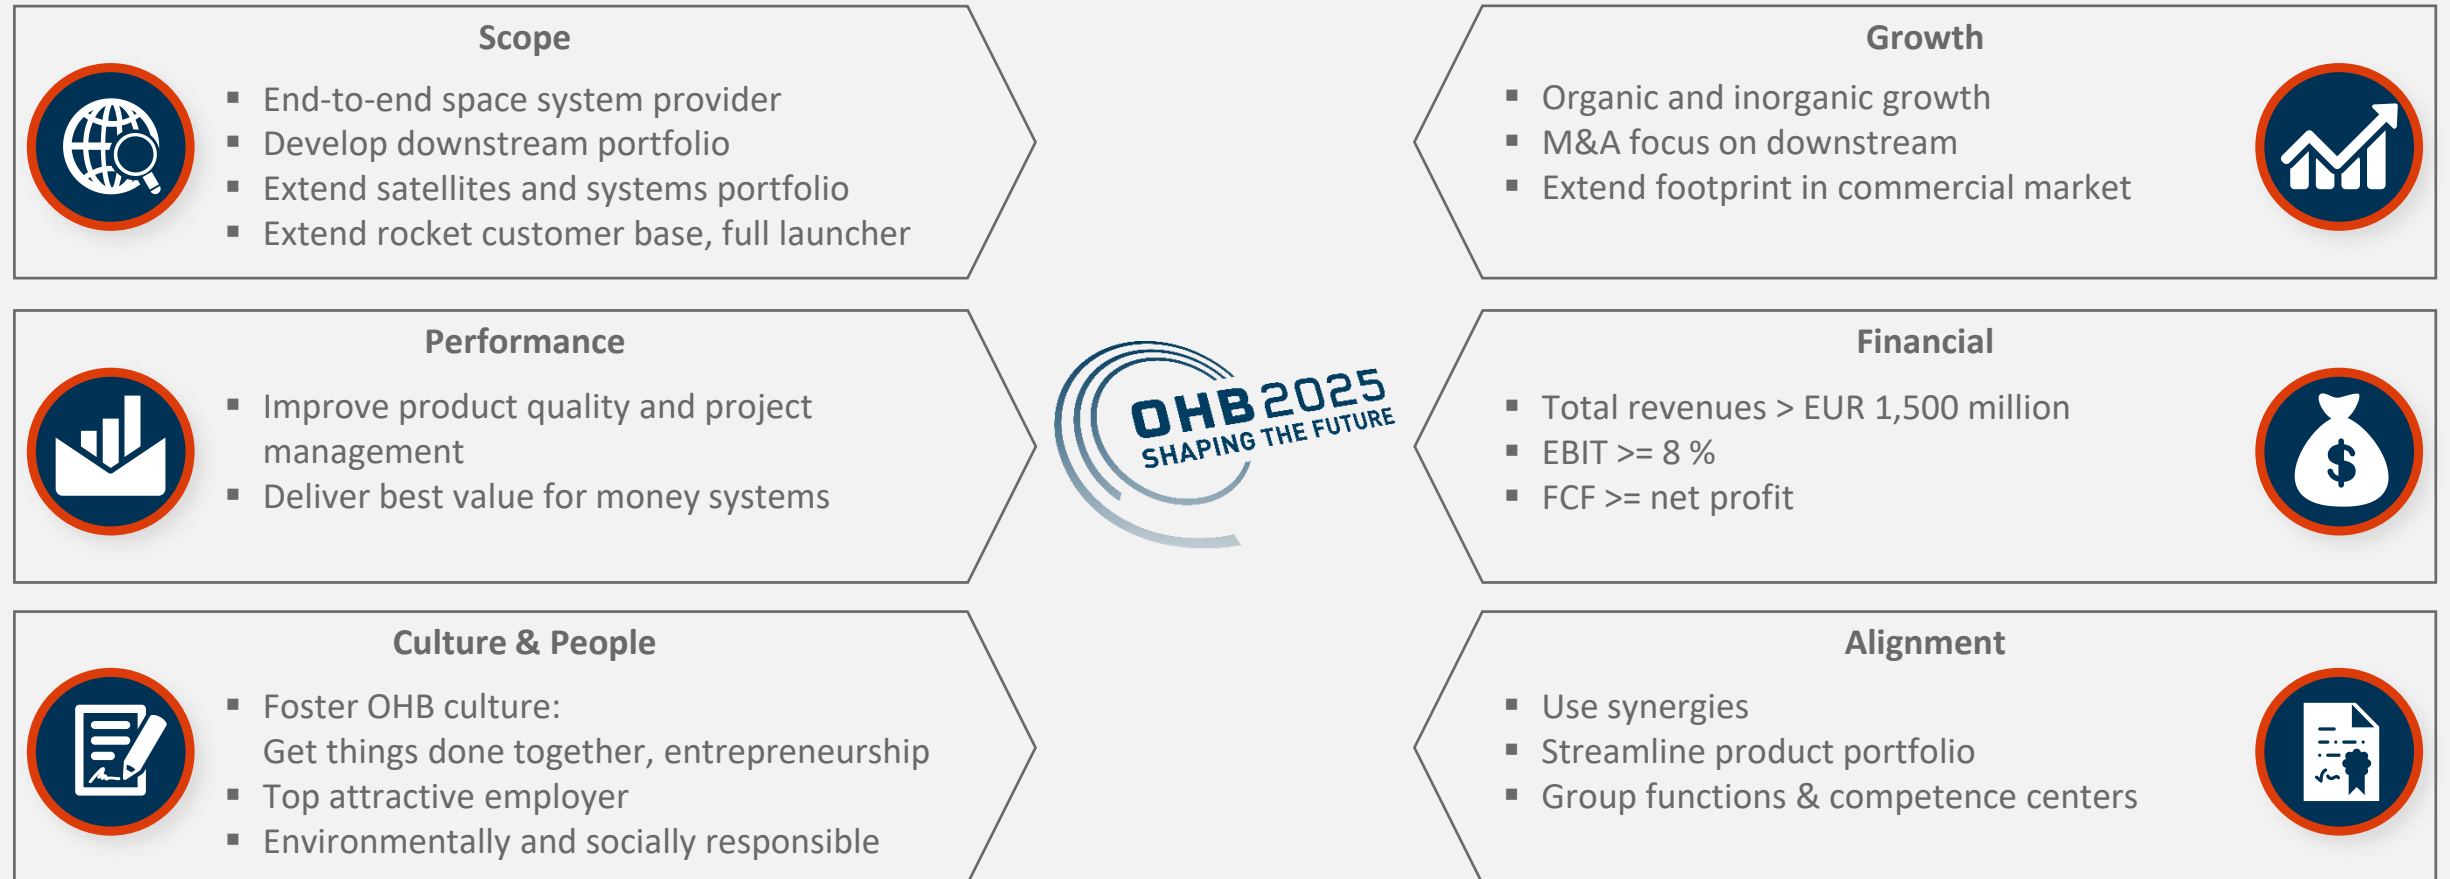 Scope
▪ End-to-end space system provider
▪ Develop downstream portfolio
▪ Extend satellites and systems portfolio
▪ Extend rocket customer base, full launcher
Growth
▪ Organic and inorganic growth
▪ M&A focus on downstream
▪ Extend footprint in commercial market
Performance
▪ Improve product quality and project
management
▪ Deliver best value for money systems
OHB 2025
SHAPING THE FUTURE
Financial
▪ Total revenues > EUR 1,500 million
▪ EBIT >= 8 %
▪ FCF >= net profit
$
Culture & People
▪ Foster OHB culture:
Get things done together, entrepreneurship
▪ Top attractive employer
▪ Environmentally and socially responsible
Alignment
▪ Use synergies
▪ Streamline product portfolio
▪ Group functions & competence centers